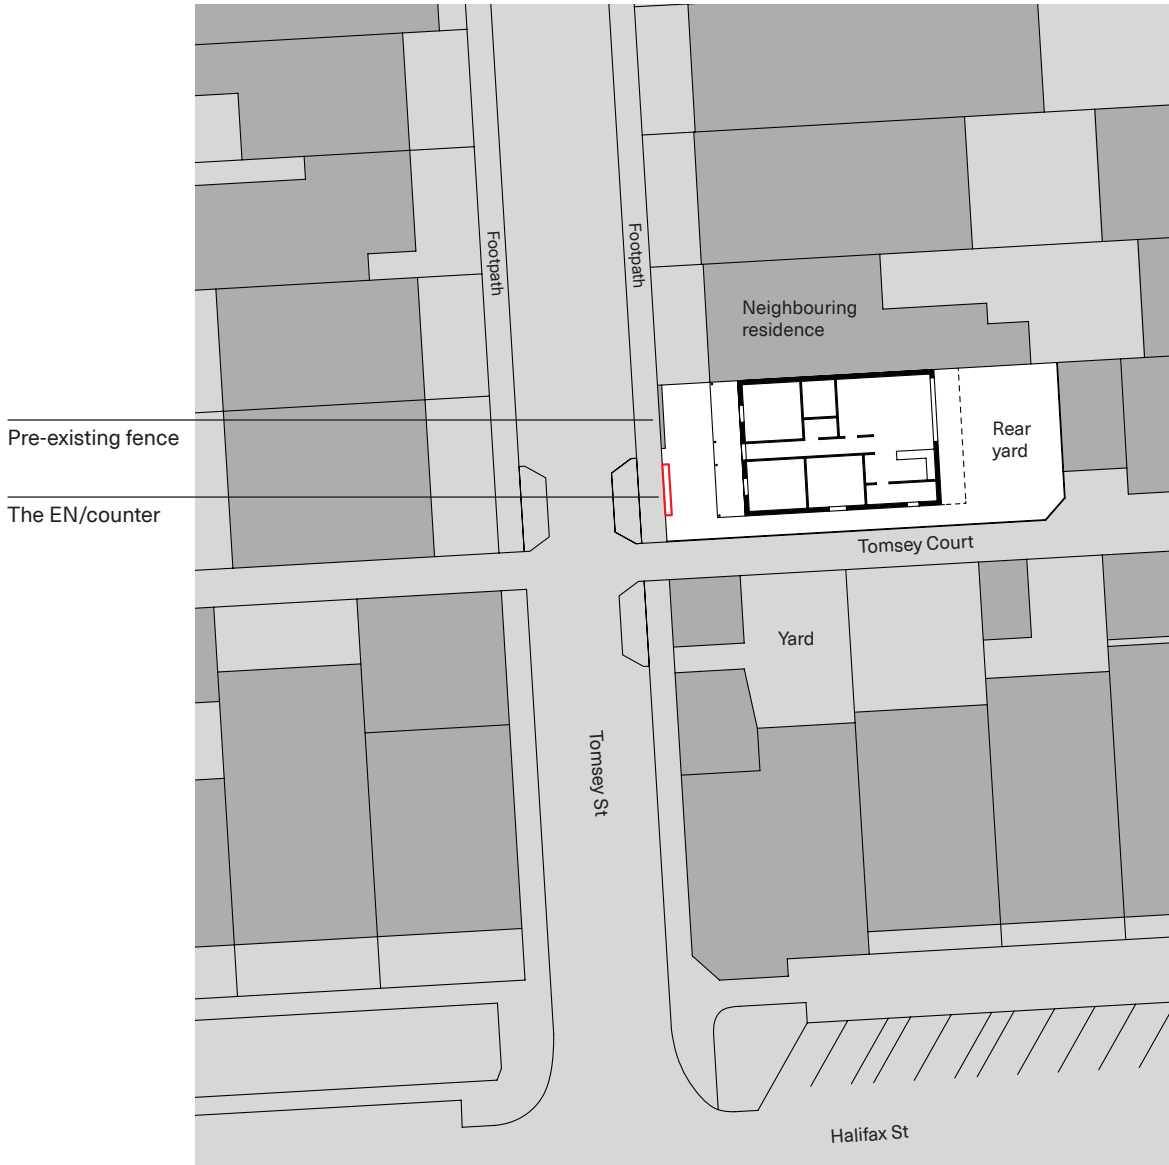 Footpath
Footpath
Neighbouring
residence
Pre-existing fence
Rear
yard
The EN/counter
Tomsey Court
Yard
Tomsey St
Halifax St